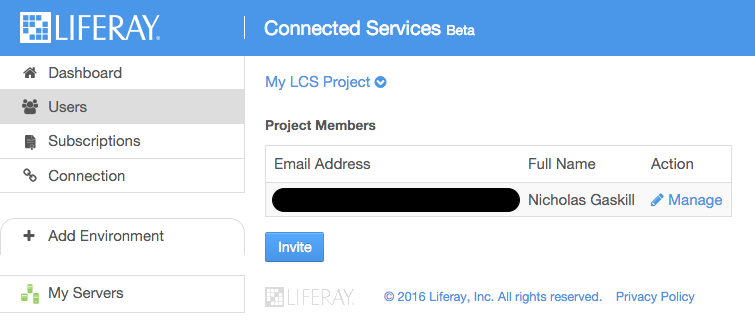 LIFERAY. Connected Services Beta
Dashboard
Users
Subscriptions
Connection
Add Environment
My Servers
My LCS Project
Project Members
Email Address Full Name Action
Nicholas Gaskill Manage
Invite
LIFERAY. © 2016 Liferay, Inc. All rights reserved. Privacy Policy